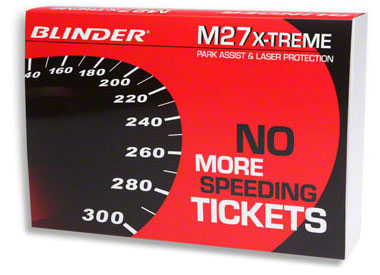 BLINDER®
M27X-TREME
PARK ASSIST & LASER PROTECTION
140
160
180
200
220
240
260
280
300
NO
MORE
SPEEDING
TICKETS